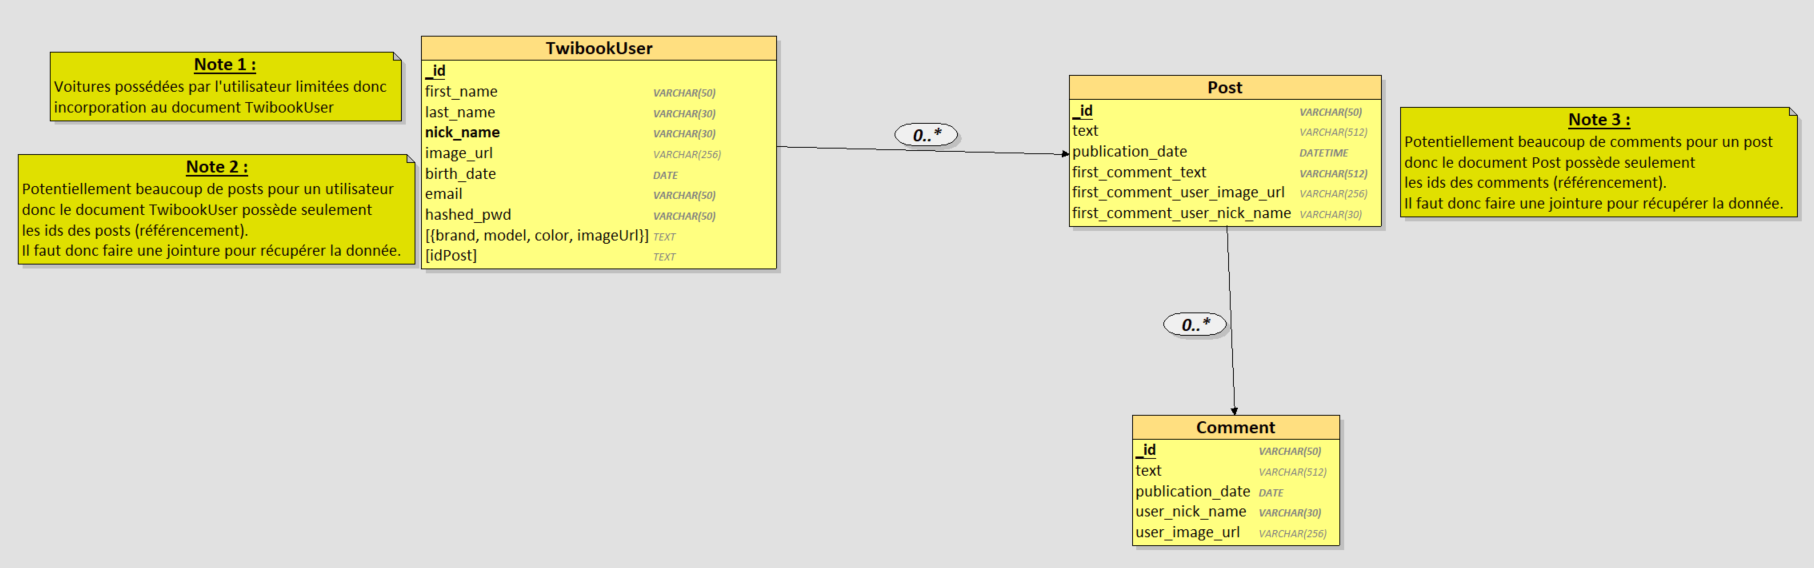 Note 1 :
Voitures possédées par l'utilisateur limitées donc
incorporation au document TwibookUser
Note 2 :
Potentiellement beaucoup de posts pour un utilisateur
donc le document TwibookUser possède seulement
les ids des posts (référencement).
Il faut donc faire une jointure pour récupérer la donnée.
TwibookUser
_id
first_name VARCHAR(50)
last_name VARCHAR(30)
nick_name VARCHAR(30)
image_url VARCHAR(256)
birth_date DATE
email VARCHAR(50)
hashed_pwd VARCHAR(50)
[{brand, model, color, imageUrl}] TEXT
[idPost] TEXT
0..*
Post
_id VARCHAR(50)
text VARCHAR(512)
publication_date DATETIME
first_comment_text VARCHAR(512)
first_comment_user_image_url VARCHAR(256)
first_comment_user_nick_name VARCHAR(30)
Note 3 :
Potentiellement beaucoup de comments pour un post
donc le document Post possède seulement
les ids des comments (référencement).
Il faut donc faire une jointure pour récupérer la donnée.
0..*
Comment
_id VARCHAR(50)
text VARCHAR(512)
publication_date DATE
user_nick_name VARCHAR(30)
user_image_url VARCHAR(256)